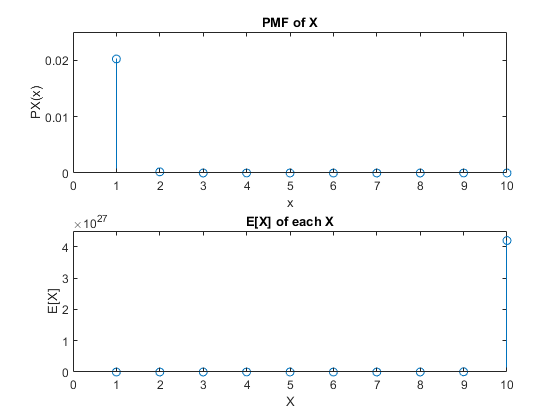 PMF of X
0.02
0.01
0
PX(x)
0 1 2 3 4 5 6 7 8 9 10
x
×10^27
E[X] of each X
4
3
2
1
0
E[X]
0 1 2 3 4 5 6 7 8 9 10
X